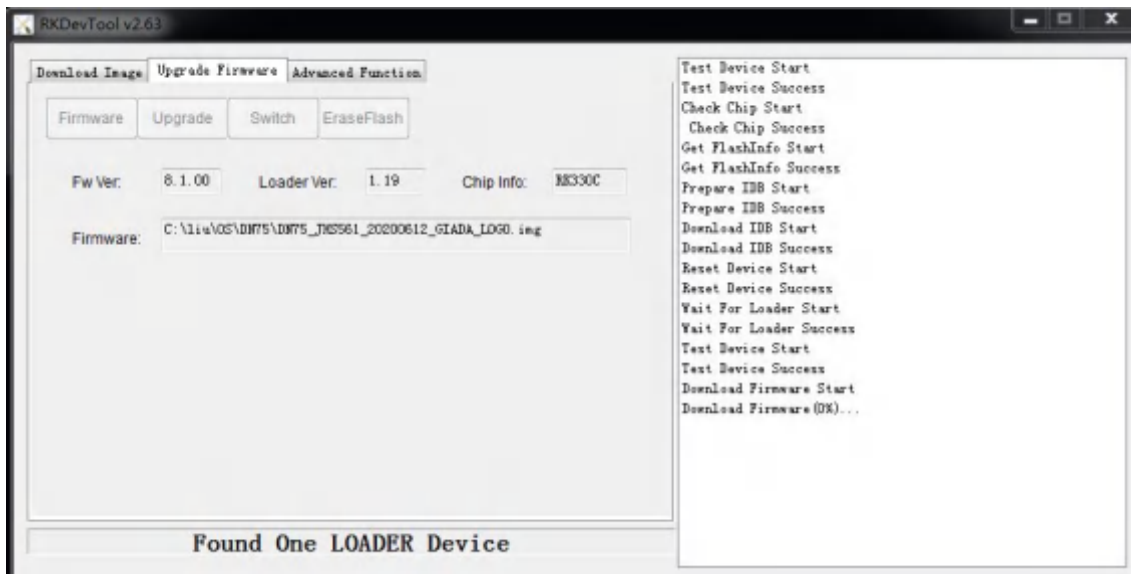 RKDevTool v2.63
Download Image Upgrade Firmware Advanced Function
Firmware Upgrade Switch EraseFlash
Fw Ver: 8.1.00 Loader Ver: 1.19 Chip Info: RK330C
Firmware: C:\liu\OS\DN75\DN75_JHS561_20200612_GIADA_LOGO.img
Found One LOADER Device
Test Device Start
Test Device Success
Check Chip Start
Check Chip Success
Get FlashInfo Start
Get FlashInfo Success
Prepare IDB Start
Prepare IDB Success
Download IDB Start
Download IDB Success
Reset Device Start
Reset Device Success
Wait For Loader Start
Wait For Loader Success
Test Device Start
Test Device Success
Download Firmware Start
Download Firmware(0%)...